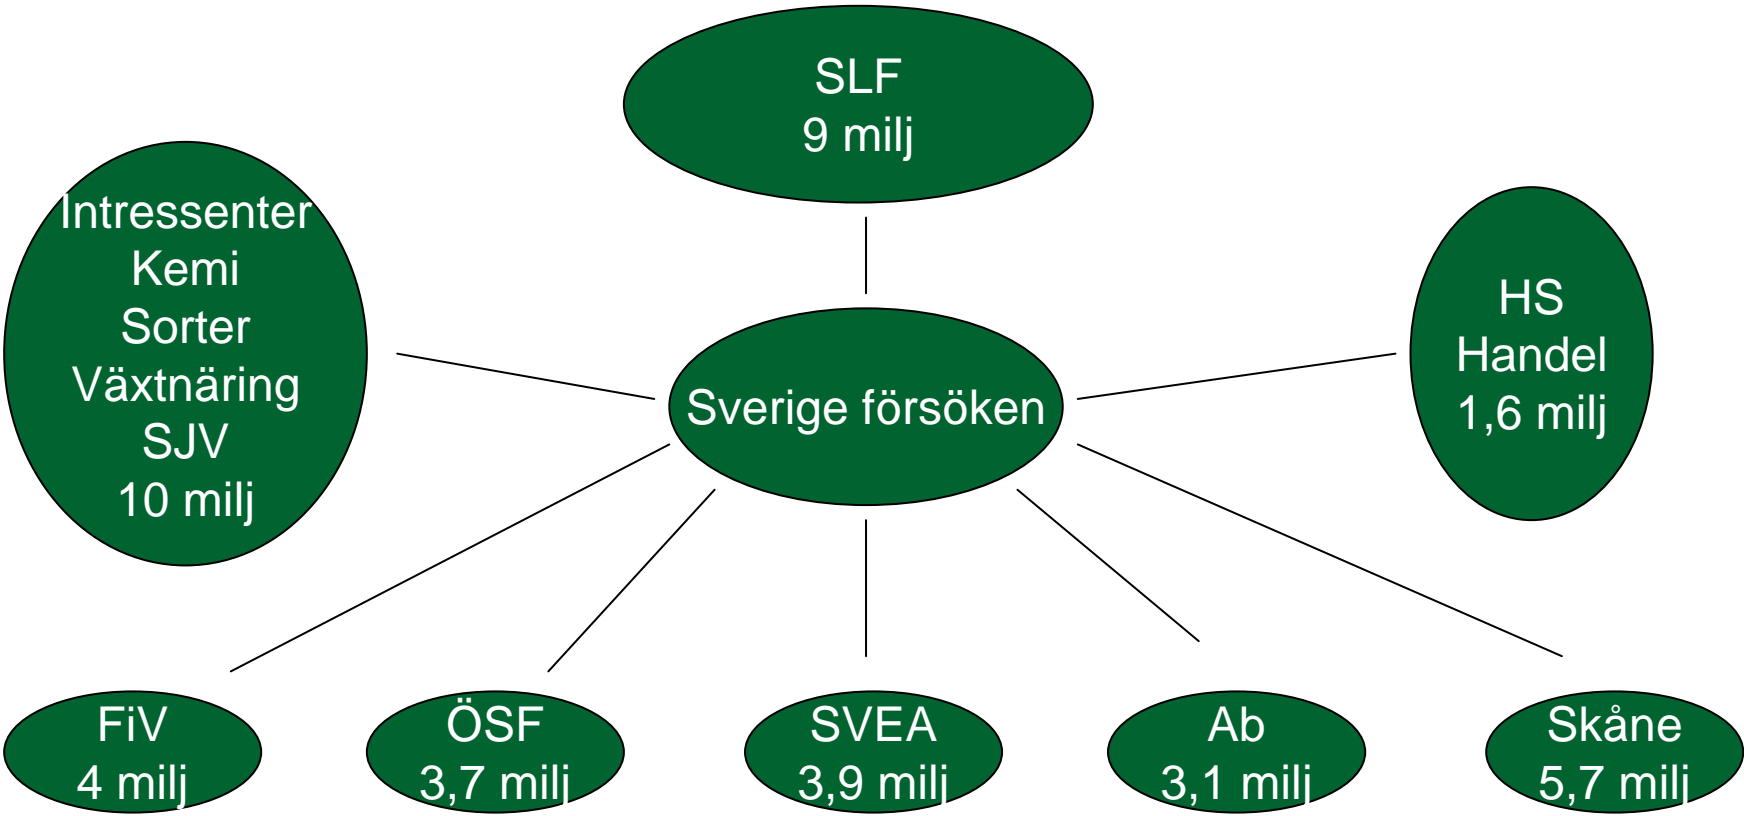 SLF
9 milj
Intressenter
Kemi
Sorter
Växtnäring
SJV
10 milj
HS
Handel
1,6 milj
Sverige försöken
FiV
4 milj
ÖSF
3,7 milj
SVEA
3,9 milj
Ab
3,1 milj
Skåne
5,7 milj